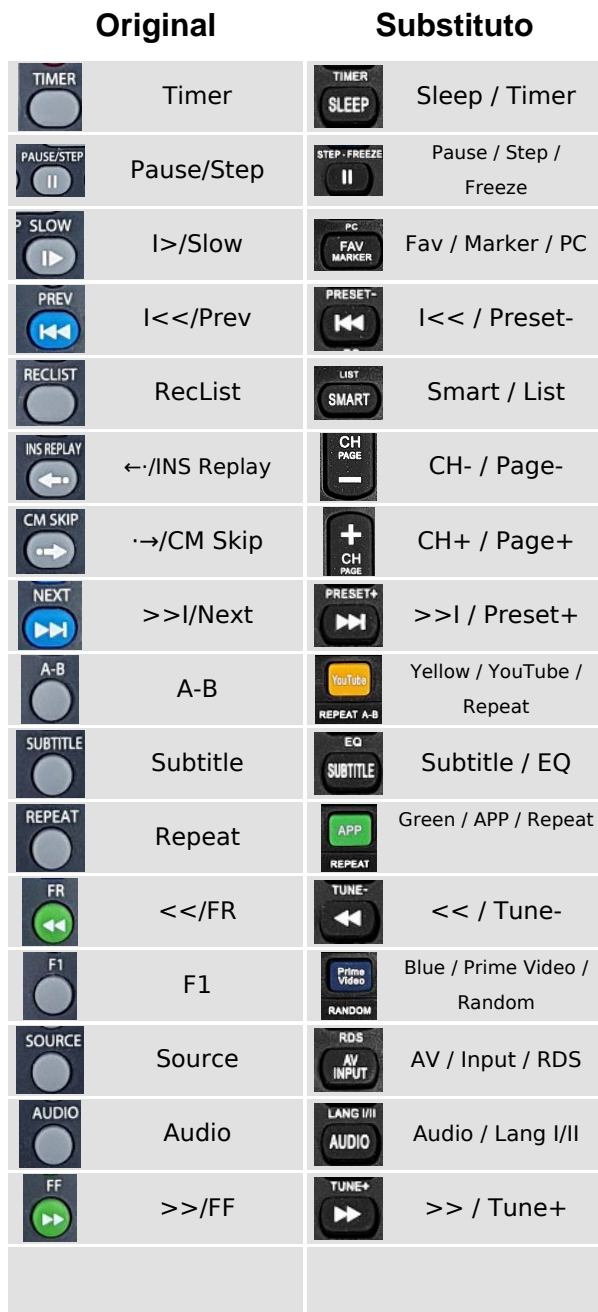 Original Substituto
TIMER Timer TIMER SLEEP Sleep / Timer
PAUSE/STEP Pause/Step STEP-FREEZE Pause / Step /
Freeze
SLOW I>/Slow PC FAV MARKER Fav / Marker / PC
PREV I<</Prev PRESET- I<< / Preset-
RECLIST RecList LIST SMART Smart / List
INS REPLAY ←·/INS Replay CH PAGE — CH- / Page-
CM SKIP ·→/CM Skip + CH PAGE CH+ / Page+
NEXT >>I/Next PRESET+ >>I / Preset+
A-B A-B YouTube REPEAT A-B Yellow / YouTube /
Repeat
SUBTITLE Subtitle EQ SUBTITLE Subtitle / EQ
REPEAT Repeat APP REPEAT Green / APP / Repeat
FR <</FR TUNE- << / Tune-
F1 F1 Prime Video RANDOM Blue / Prime Video /
Random
SOURCE Source RDS AV INPUT AV / Input / RDS
AUDIO Audio LANG I/II AUDIO Audio / Lang I/II
FF >>/FF TUNE+ >> / Tune+